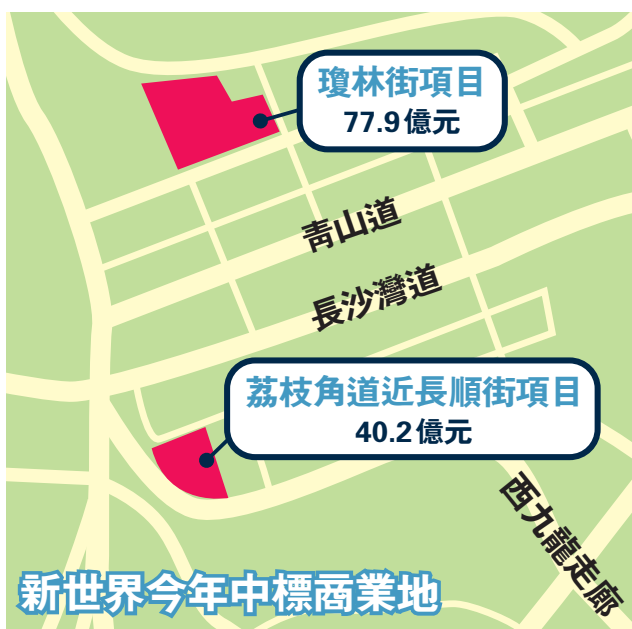 瓊林街項目
77.9億元
青山道
長沙灣道
荔枝角道近長順街項目
40.2億元
西九龍走廊
新世界今年中標商業地